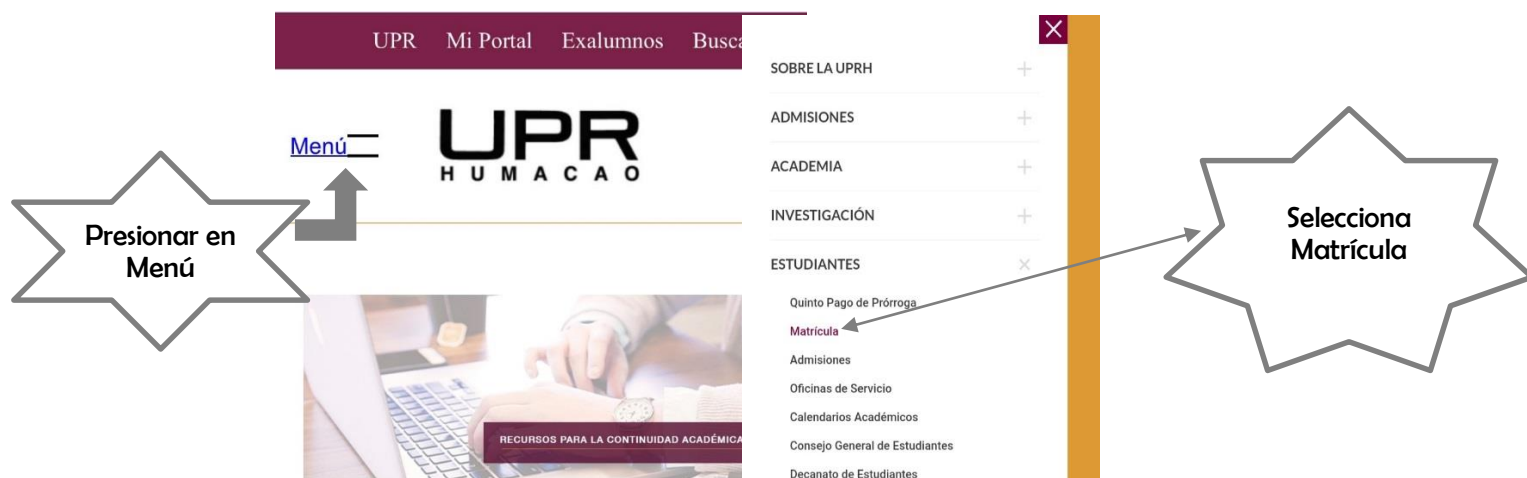 UPR Mi Portal Exalumnos Busca
Menú
UPR
HUMACAO
Presionar en
Menú
RECURSOS PARA LA CONTINUIDAD ACADÉMICA
SOBRE LA UPRH
ADMISIONES
ACADEMIA
INVESTIGACIÓN
ESTUDIANTES
Quinto Pago de Prórroga
Matrícula
Admisiones
Oficinas de Servicio
Calendarios Académicos
Consejo General de Estudiantes
Decanato de Estudiantes
Selecciona
Matrícula